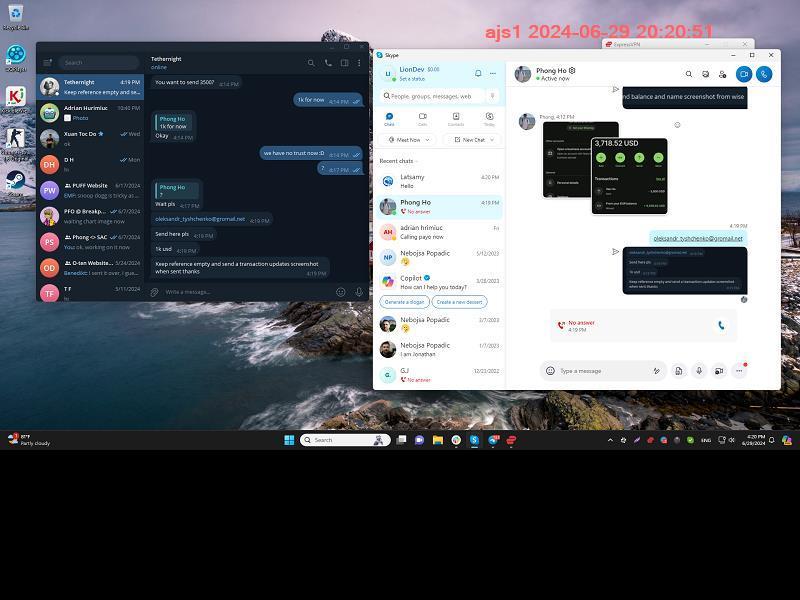 ajs1 2024-06-29 20:20:51
Recycle Bin
ExpressVPN
Search
Tethernight 4:19 PM
Keep reference empty and se...
Adrian Hurimiuc 10:40 PM
Photo
Xuan Toc Do Wed
ok
D H Mon
hi
PUFF Website 6/17/2024
EMP: snoop dogg is tricky at ...
PFO @ Breakp... 6/7/2024
waiting chart image now
Phong <> SAC 6/7/2024
You: ok. working on it now
O-ten Website... 5/24/2024
Benedikt: I sent it over, I gue...
T F 5/11/2024
hi
Tethernight
online
You want to send 3500? 4:14 PM
1k for now 4:14 PM
Phong Ho
1k for now
Okay 4:14 PM
we have no trust now :D 4:14 PM
? 4:17 PM
Phong Ho
?
Wait pls 4:17 PM
oleksandr_tyshchenko@gromail.net 4:19 PM
Send here pls 4:19 PM
1k usd 4:19 PM
Keep reference empty and send a transaction updates screenshot
when sent thanks 4:19 PM
Write a message...
Skype
LionDev $0.00
Set a status
People, groups, messages, web
Chats Calls Contacts Today
Meet Now New Chat
Recent chats
Latsamy 4:20 PM
Hello
Phong Ho 4:19 PM
No answer
AH adrian hrimiuc Fri
Calling payo now
NP Nebojsa Popadic 5/12/2023
Copilot 3/28/2023
How can I help you today?
Generate a slogan Create a new dessert
Nebojsa Popadic 2/7/2023
Nebojsa Popadic 1/7/2023
I am Jonathan
G. GJ 12/23/2022
No answer
Phong Ho
Active now
nd balance and name screenshot from wise
Phong, 4:12 PM
3,718.52 USD
Transactions
4:19 PM
oleksandr_tyshchenko@gromail.net
oleksandr_tyshchenko@gromail.net
Send here pls
1k usd
Keep reference empty and send a transaction updates screenshot
when sent thanks
No answer
4:19 PM
Type a message
81°F
Partly cloudy
Search
ENG
4:20 PM
6/29/2024